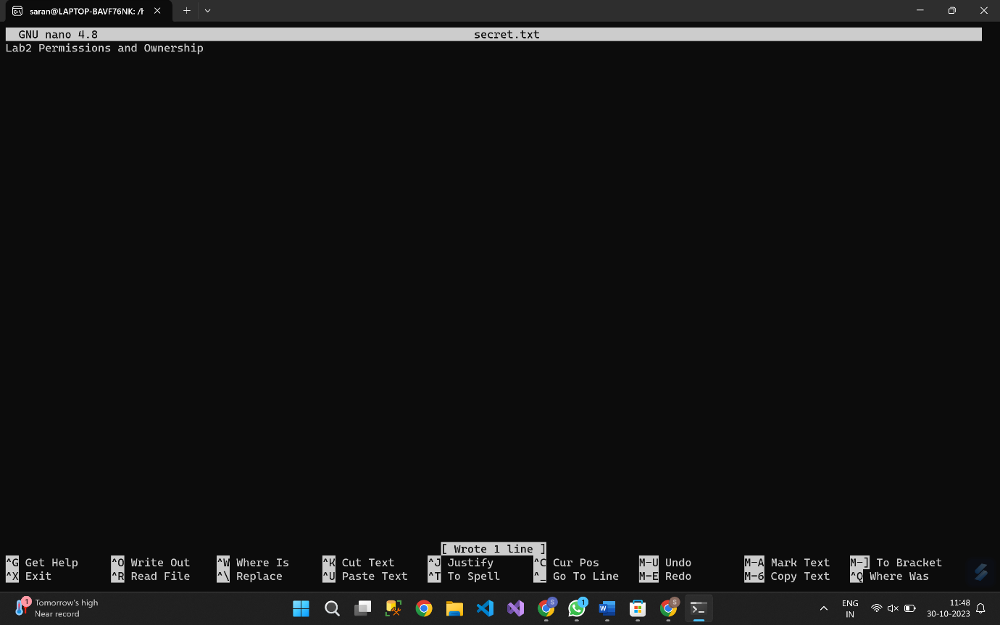 saran@LAPTOP-BAVF76NK: /h
GNU nano 4.8 secret.txt
Lab2 Permissions and Ownership
[ Wrote 1 line ]
^G Get Help ^O Write Out ^W Where Is ^K Cut Text ^J Justify ^C Cur Pos M-U Undo M-A Mark Text M-] To Bracket
^X Exit ^R Read File ^\ Replace ^U Paste Text ^T To Spell ^_ Go To Line M-E Redo M-6 Copy Text ^Q Where Was
1 Tomorrow's high
Near record
S 1 W S
ENG
IN
11:48
30-10-2023